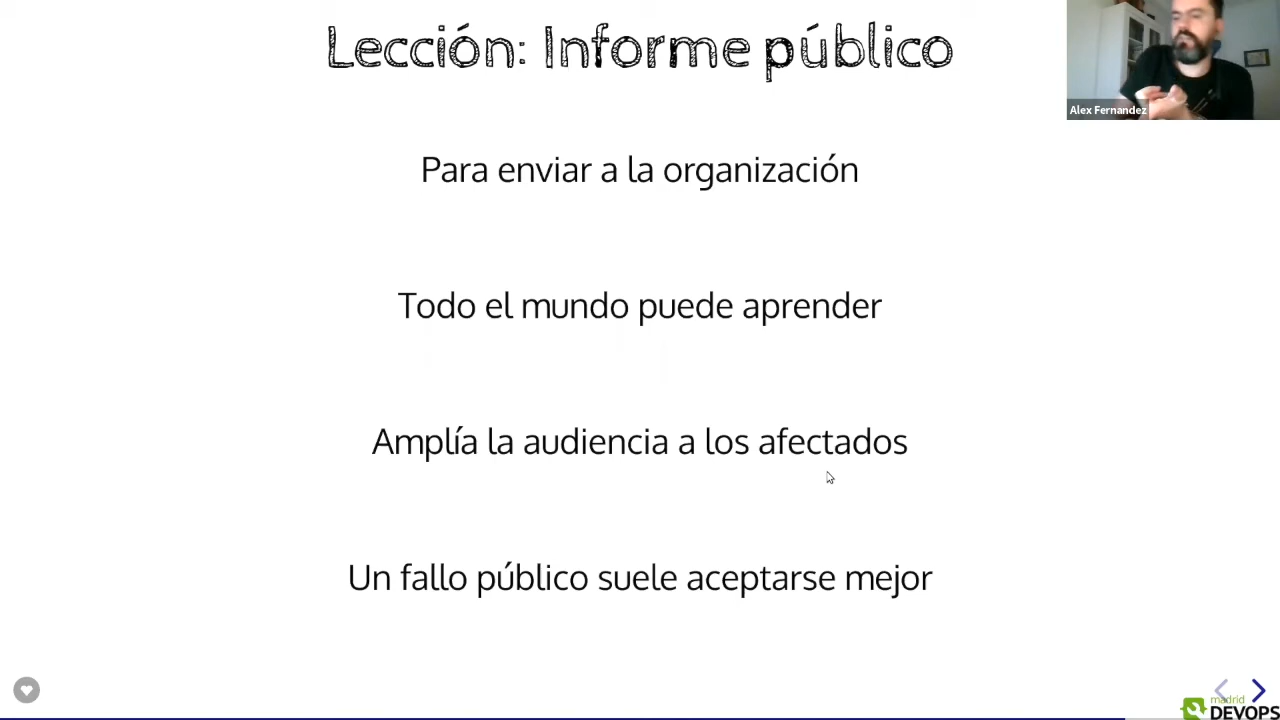 Lección: Informe público
Alex Fernandez
Para enviar a la organización
Todo el mundo puede aprender
Amplía la audiencia a los afectados
Un fallo público suele aceptarse mejor
madrid
DEVOPS